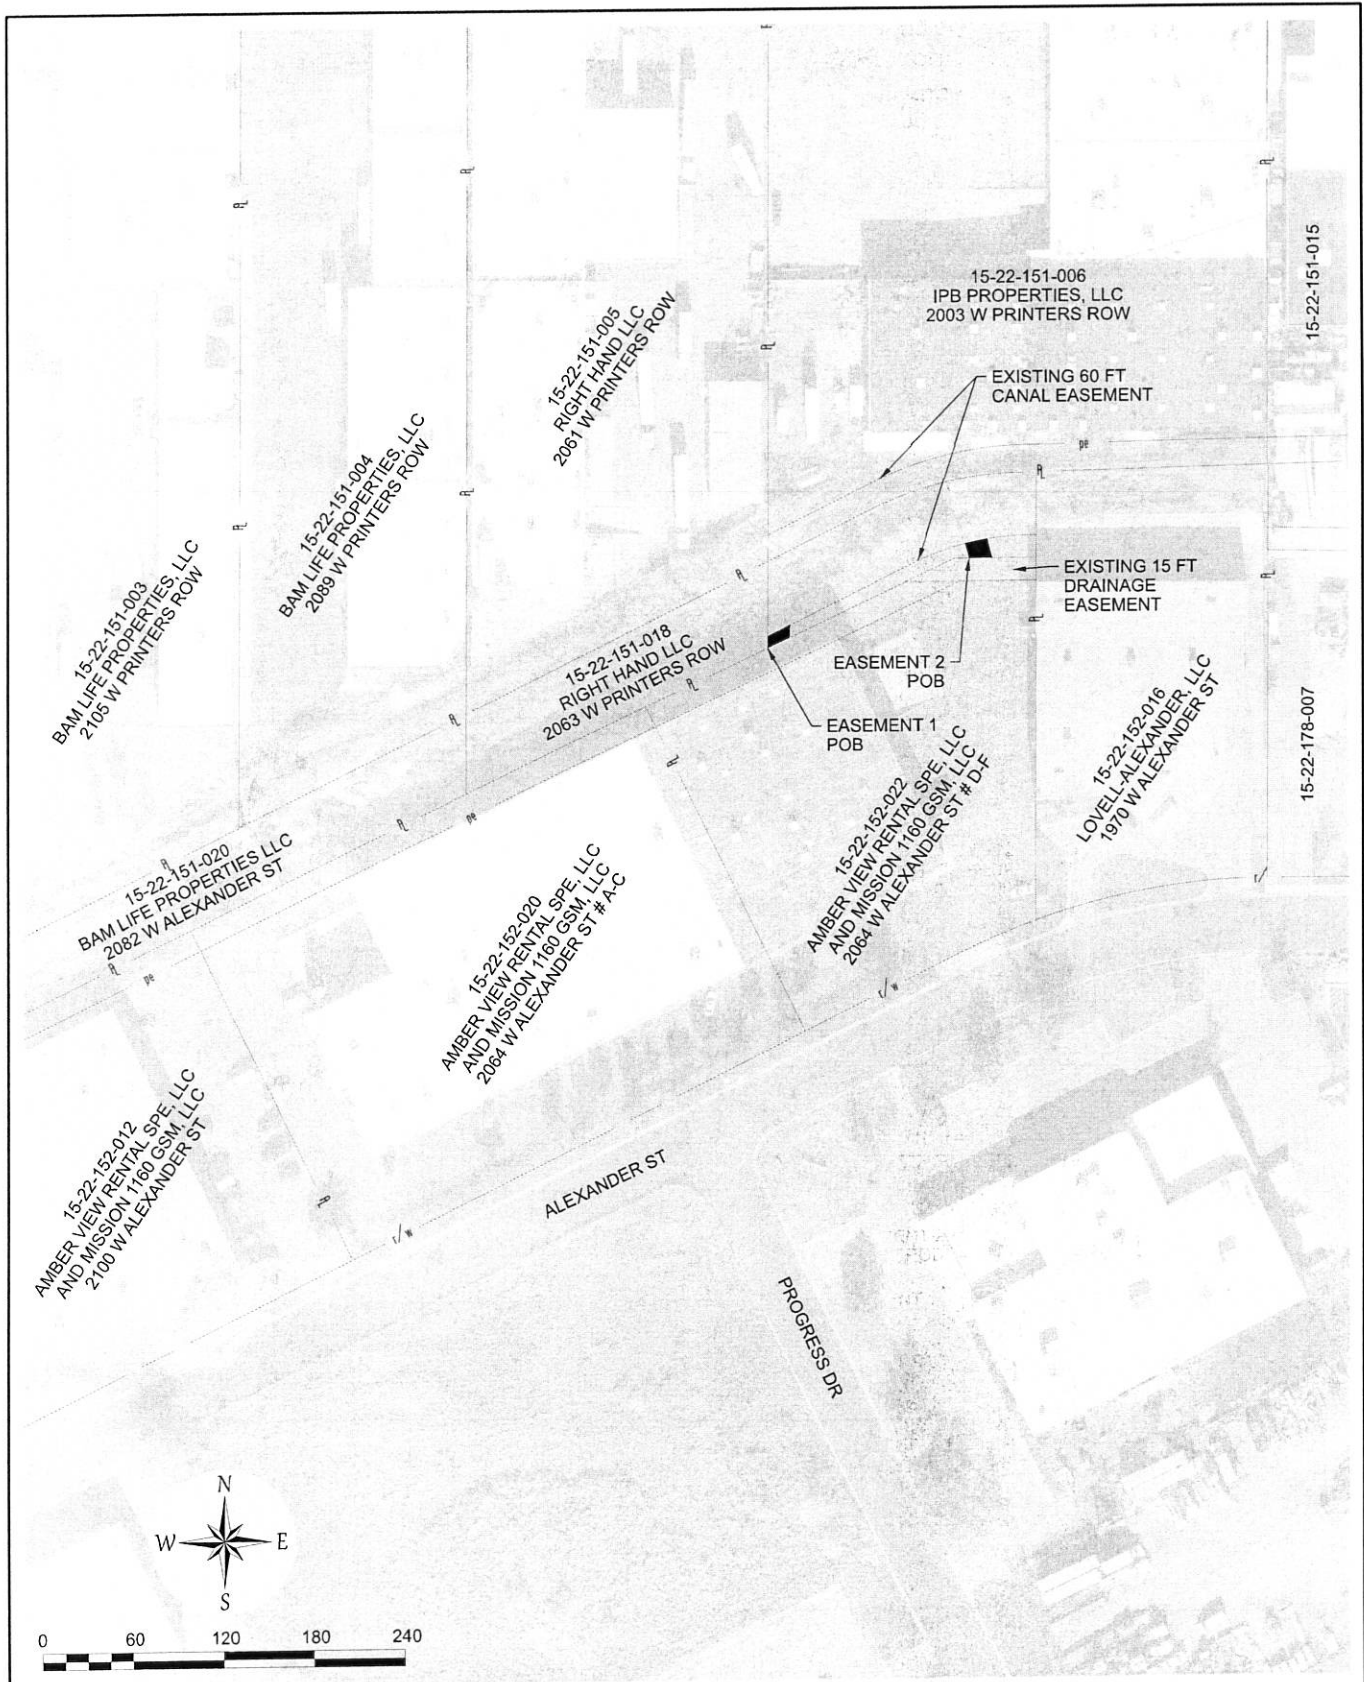 15-22-151-006
IPB PROPERTIES, LLC
2003 W PRINTERS ROW
15-22-151-015
15-22-151-005
RIGHT HAND LLC
2061 W PRINTERS ROW
EXISTING 60 FT
CANAL EASEMENT
15-22-151-004
BAM LIFE PROPERTIES, LLC
2089 W PRINTERS ROW
15-22-151-003
BAM LIFE PROPERTIES, LLC
2105 W PRINTERS ROW
EXISTING 15 FT
DRAINAGE
EASEMENT
15-22-151-018
RIGHT HAND LLC
2063 W PRINTERS ROW
EASEMENT 2
POB
EASEMENT 1
POB
15-22-152-016
LOVELL-ALEXANDER, LLC
1970 W ALEXANDER ST
15-22-178-007
15-22-152-022
AMBER VIEW RENTAL SPE, LLC
AND MISSION 1160 GSM, LLC
2064 W ALEXANDER ST # D-F
15-22-151-020
BAM LIFE PROPERTIES LLC
2082 W ALEXANDER ST
15-22-152-020
AMBER VIEW RENTAL SPE, LLC
AND MISSION 1160 GSM, LLC
2064 W ALEXANDER ST # A-C
15-22-152-012
AMBER VIEW RENTAL SPE, LLC
AND MISSION 1160 GSM, LLC
2100 W ALEXANDER ST
pe
pe
pe
r/w
r/w
ALEXANDER ST
PROGRESS DR
N
W E
S
0 60 120 180 240